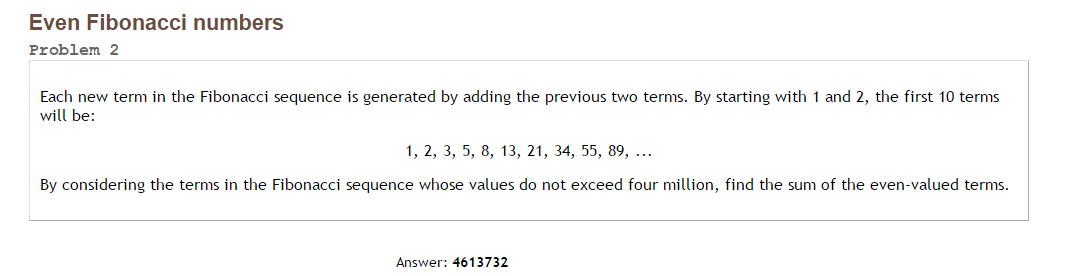 Even Fibonacci numbers
Problem 2
Each new term in the Fibonacci sequence is generated by adding the previous two terms. By starting with 1 and 2, the first 10 terms
will be:
1, 2, 3, 5, 8, 13, 21, 34, 55, 89, ...
By considering the terms in the Fibonacci sequence whose values do not exceed four million, find the sum of the even-valued terms.
Answer: 4613732